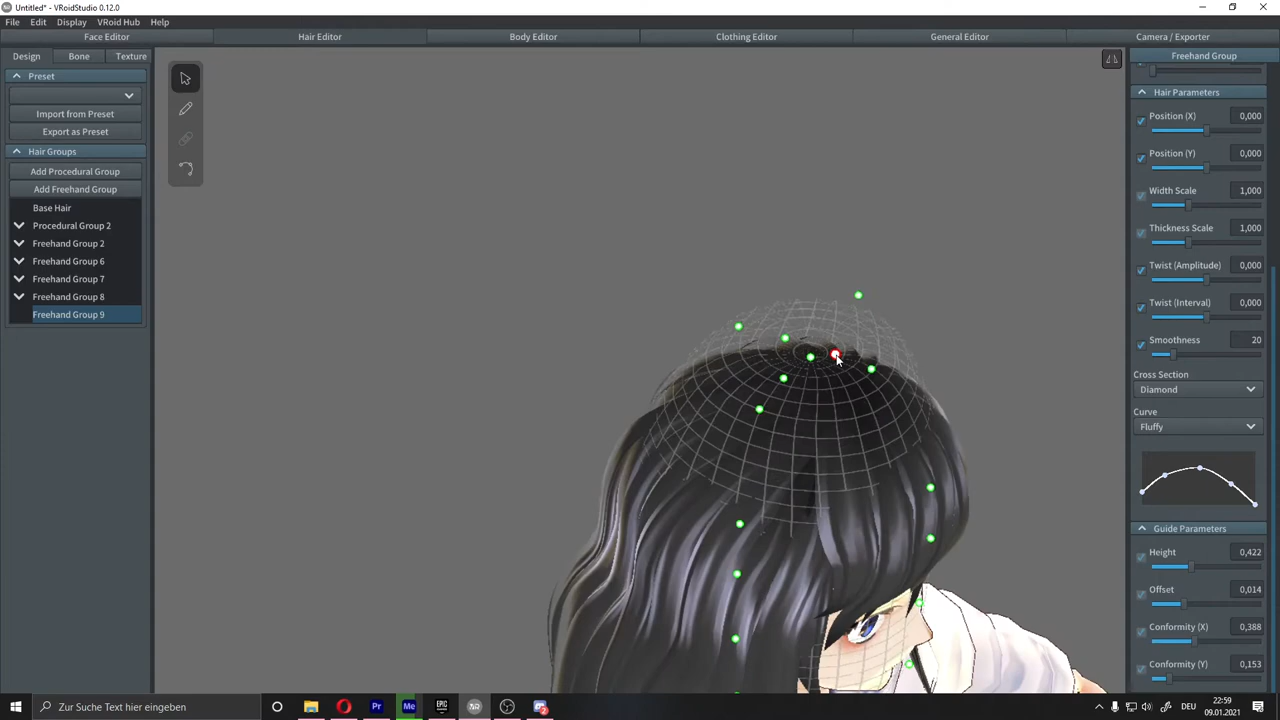 Untitled* - VRoidStudio 0.12.0
File Edit Display VRoid Hub Help
Face Editor Hair Editor Body Editor Clothing Editor General Editor Camera / Exporter
Design Bone Texture
Freehand Group
Preset
Import from Preset
Export as Preset
Hair Groups
Add Procedural Group
Add Freehand Group
Base Hair
Procedural Group 2
Freehand Group 2
Freehand Group 6
Freehand Group 7
Freehand Group 8
Freehand Group 9
Hair Parameters
Position (X) 0,000
Position (Y) 0,000
Width Scale 1,000
Thickness Scale 1,000
Twist (Amplitude) 0,000
Twist (Interval) 0,000
Smoothness 20
Cross Section
Diamond
Curve
Fluffy
Guide Parameters
Height 0,422
Offset 0,014
Conformity (X) 0,388
Conformity (Y) 0,153
Zur Suche Text hier eingeben
Pr
Me
EPIC
GAMES
2
DEU
22:59
09.01.2021